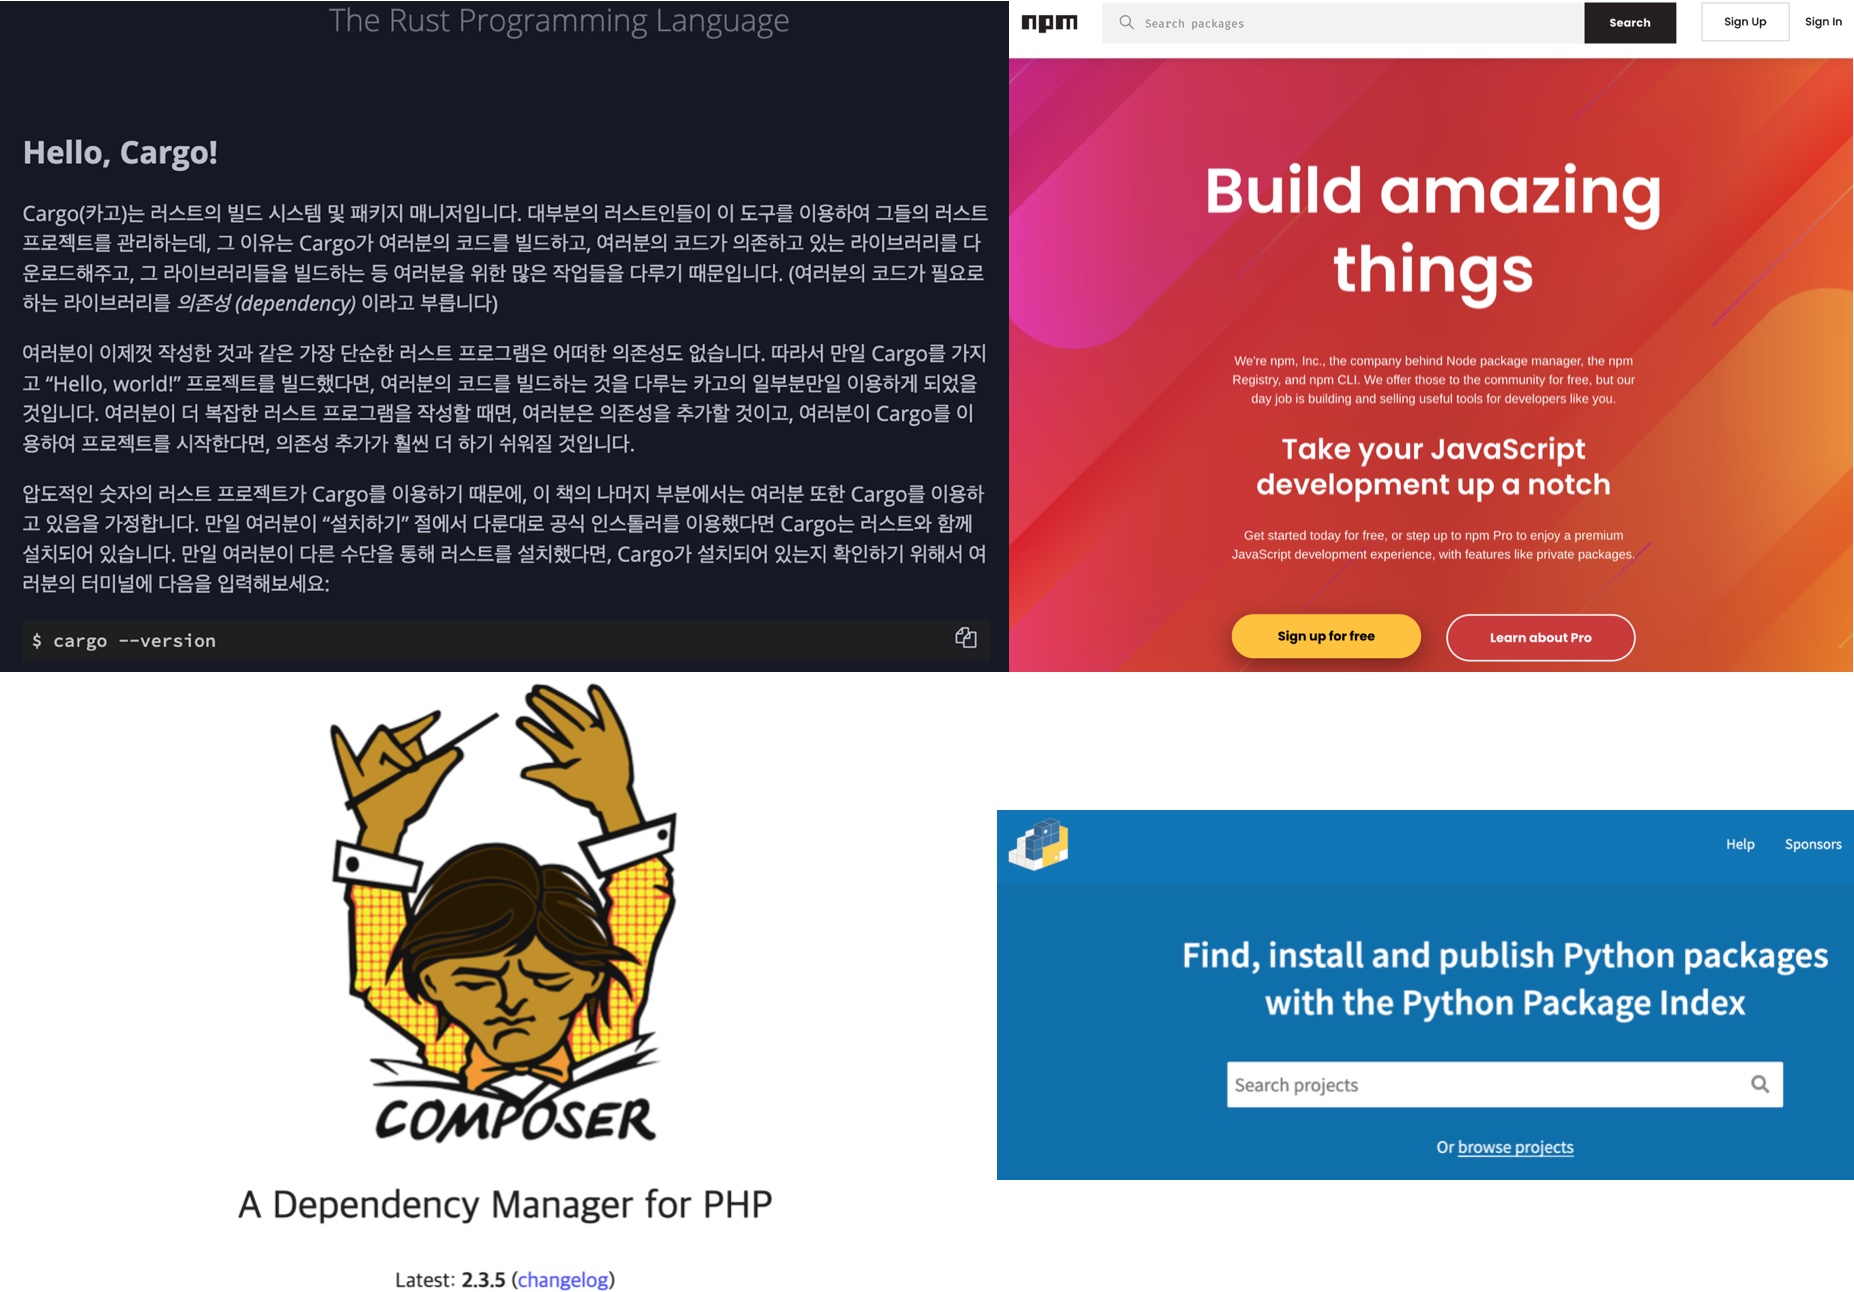 The Rust Programming Language
Hello, Cargo!
Cargo(카고)는 러스트의 빌드 시스템 및 패키지 매니저입니다. 대부분의 러스트인들이 이 도구를 이용하여 그들의 러스트
프로젝트를 관리하는데, 그 이유는 Cargo가 여러분의 코드를 빌드하고, 여러분의 코드가 의존하고 있는 라이브러리를 다
운로드해주고, 그 라이브러리들을 빌드하는 등 여러분을 위한 많은 작업들을 다루기 때문입니다. (여러분의 코드가 필요로
하는 라이브러리를 의존성 (dependency) 이라고 부릅니다)
여러분이 이제껏 작성한 것과 같은 가장 단순한 러스트 프로그램은 어떠한 의존성도 없습니다. 따라서 만일 Cargo를 가지
고 “Hello, world!” 프로젝트를 빌드했다면, 여러분의 코드를 빌드하는 것을 다루는 카고의 일부분만일 이용하게 되었을
것입니다. 여러분이 더 복잡한 러스트 프로그램을 작성할 때면, 여러분은 의존성을 추가할 것이고, 여러분이 Cargo를 이
용하여 프로젝트를 시작한다면, 의존성 추가가 훨씬 더 하기 쉬워질 것입니다.
압도적인 숫자의 러스트 프로젝트가 Cargo를 이용하기 때문에, 이 책의 나머지 부분에서는 여러분 또한 Cargo를 이용하
고 있음을 가정합니다. 만일 여러분이 “설치하기” 절에서 다룬대로 공식 인스톨러를 이용했다면 Cargo는 러스트와 함께
설치되어 있습니다. 만일 여러분이 다른 수단을 통해 러스트를 설치했다면, Cargo가 설치되어 있는지 확인하기 위해서 여
러분의 터미널에 다음을 입력해보세요:
$ cargo --version
npm
Search packages
Search
Sign Up
Sign In
Build amazing
things
We're npm, Inc., the company behind Node package manager, the npm
Registry, and npm CLI. We offer those to the community for free, but our
day job is building and selling useful tools for developers like you.
Take your JavaScript
development up a notch
Get started today for free, or step up to npm Pro to enjoy a premium
JavaScript development experience, with features like private packages.
Sign up for free
Learn about Pro
COMPOSER
A Dependency Manager for PHP
Latest: 2.3.5 (changelog)
Help
Sponsors
Find, install and publish Python packages
with the Python Package Index
Search projects
Or browse projects